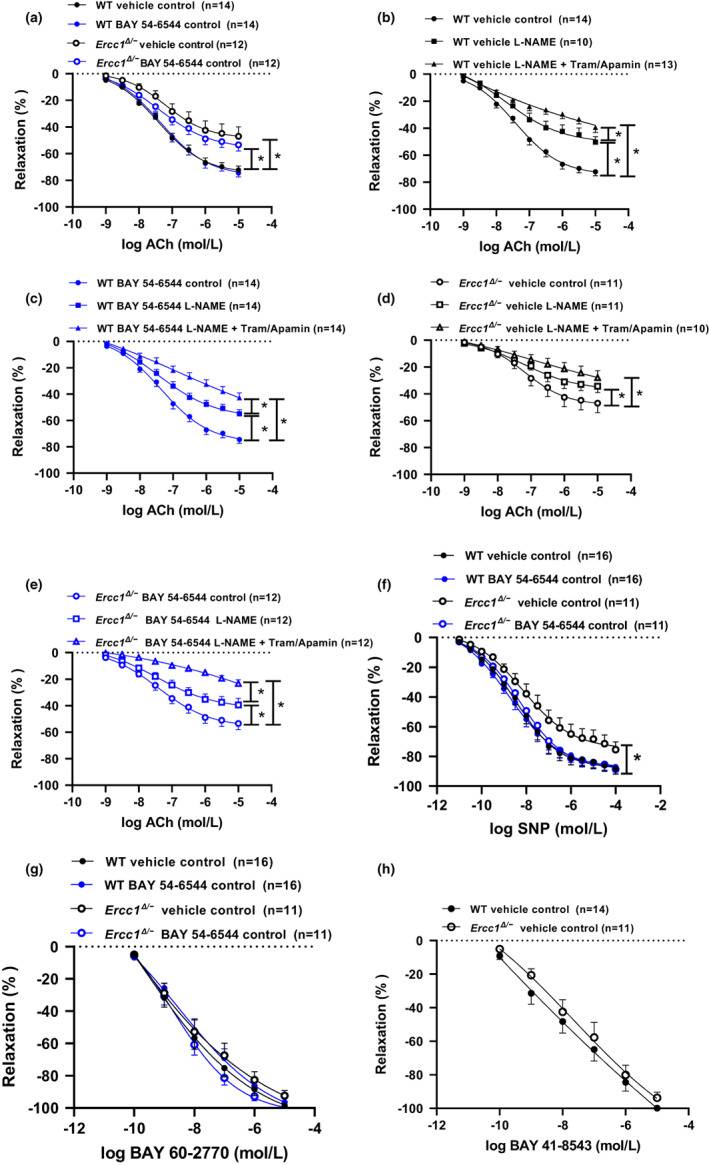 (a)
WT vehicle control (n=14)
WT BAY 54-6544 control (n=14)
Ercc1Δ/− vehicle control (n=12)
Ercc1Δ/− BAY 54-6544 control (n=12)
0
-20
-40
-60
-80
-100
Relaxation (% )
-9 -8 -7 -6 -5 -4
log ACh (mol/L)
*
*
(b)
WT vehicle control (n=14)
WT vehicle L-NAME (n=10)
WT vehicle L-NAME + Tram/Apamin (n=13)
0
-20
-40
-60
-80
-100
Relaxation (% )
-10 -9 -8 -7 -6 -5 -4
log ACh (mol/L)
*
*
*
(c)
WT BAY 54-6544 control (n=14)
WT BAY 54-6544 L-NAME (n=14)
WT BAY 54-6544 L-NAME + Tram/Apamin (n=14)
0
-20
-40
-60
-80
-100
Relaxation (% )
-10 -9 -8 -7 -6 -5 -4
log ACh (mol/L)
*
*
*
(d)
Ercc1Δ/− vehicle control (n=11)
Ercc1Δ/− vehicle L-NAME (n=11)
Ercc1Δ/− vehicle L-NAME + Tram/Apamin (n=10)
0
-20
-40
-60
-80
-100
Relaxation (% )
-10 -9 -8 -7 -6 -5 -4
log ACh (mol/L)
*
*
(e)
Ercc1Δ/− BAY 54-6544 control (n=12)
Ercc1Δ/− BAY 54-6544 L-NAME (n=12)
Ercc1Δ/− BAY 54-6544 L-NAME + Tram/Apamin (n=12)
0
-20
-40
-60
-80
-100
Relaxation (% )
-10 -9 -8 -7 -6 -5 -4
log ACh (mol/L)
*
*
*
(f)
WT vehicle control (n=16)
WT BAY 54-6544 control (n=16)
Ercc1Δ/− vehicle control (n=11)
Ercc1Δ/− BAY 54-6544 control (n=11)
0
-20
-40
-60
-80
-100
Relaxation (% )
-12 -10 -8 -6 -4 -2
log SNP (mol/L)
*
(g)
WT vehicle control (n=16)
WT BAY 54-6544 control (n=16)
Ercc1Δ/− vehicle control (n=11)
Ercc1Δ/− BAY 54-6544 control (n=11)
0
-20
-40
-60
-80
-100
Relaxation (% )
-12 -10 -8 -6 -4
log BAY 60-2770 (mol/L)
(h)
WT vehicle control (n=14)
Ercc1Δ/− vehicle control (n=11)
0
-20
-40
-60
-80
-100
Relaxation (% )
-12 -10 -8 -6 -4
log BAY 41-8543 (mol/L)